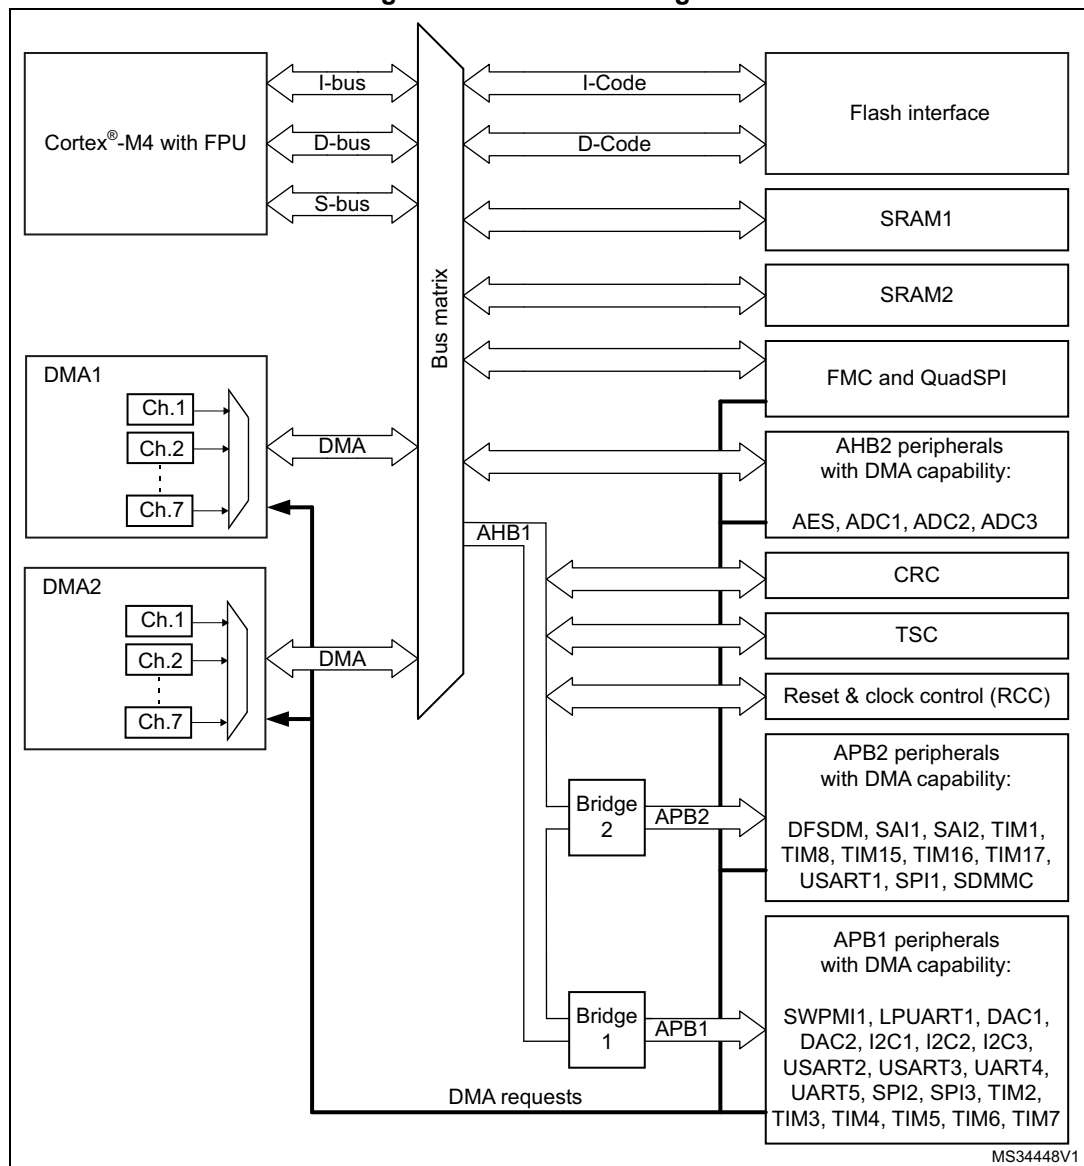 Cortex®-M4 with FPU
I-bus
D-bus
S-bus
Bus matrix
I-Code
D-Code
Flash interface
SRAM1
SRAM2
FMC and QuadSPI
DMA1
Ch.1
Ch.2
Ch.7
DMA
AHB2 peripherals
with DMA capability:
AES, ADC1, ADC2, ADC3
AHB1
CRC
TSC
Reset & clock control (RCC)
DMA2
Ch.1
Ch.2
Ch.7
DMA
Bridge
2
APB2
APB2 peripherals
with DMA capability:
DFSDM, SAI1, SAI2, TIM1,
TIM8, TIM15, TIM16, TIM17,
USART1, SPI1, SDMMC
Bridge
1
APB1
APB1 peripherals
with DMA capability:
SWPMI1, LPUART1, DAC1,
DAC2, I2C1, I2C2, I2C3,
USART2, USART3, UART4,
UART5, SPI2, SPI3, TIM2,
TIM3, TIM4, TIM5, TIM6, TIM7
DMA requests
MS34448V1